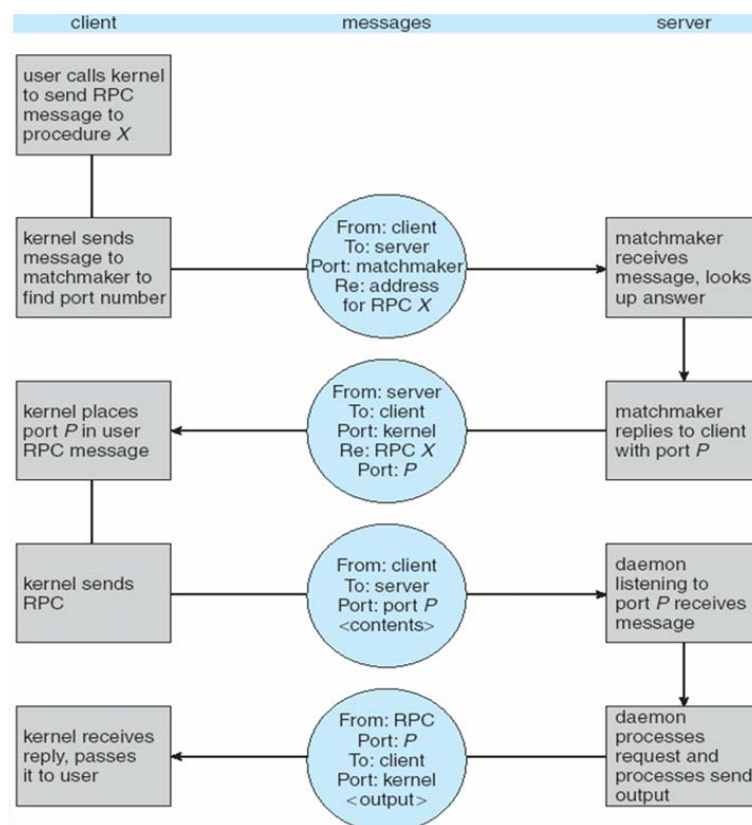 client
messages
server
user calls kernel
to send RPC
message to
procedure X
kernel sends
message to
matchmaker to
find port number
From: client
To: server
Port: matchmaker
Re: address
for RPC X
matchmaker
receives
message, looks
up answer
kernel places
port P in user
RPC message
From: server
To: client
Port: kernel
Re: RPC X
Port: P
matchmaker
replies to client
with port P
kernel sends
RPC
From: client
To: server
Port: port P
<contents>
daemon
listening to
port P receives
message
kernel receives
reply, passes
it to user
From: RPC
Port: P
To: client
Port: kernel
<output>
daemon
processes
request and
processes send
output